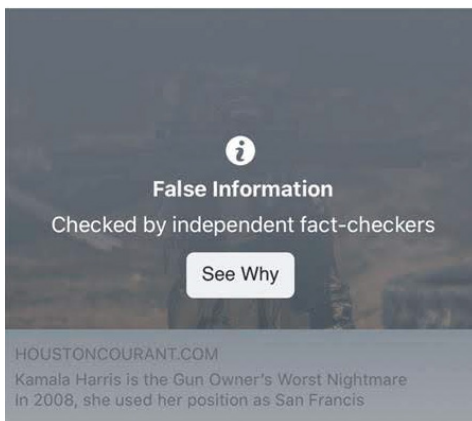 i
False Information
Checked by independent fact-checkers
See Why
HOUSTONCOURANT.COM
Kamala Harris is the Gun Owner's Worst Nightmare
In 2008, she used her position as San Francis